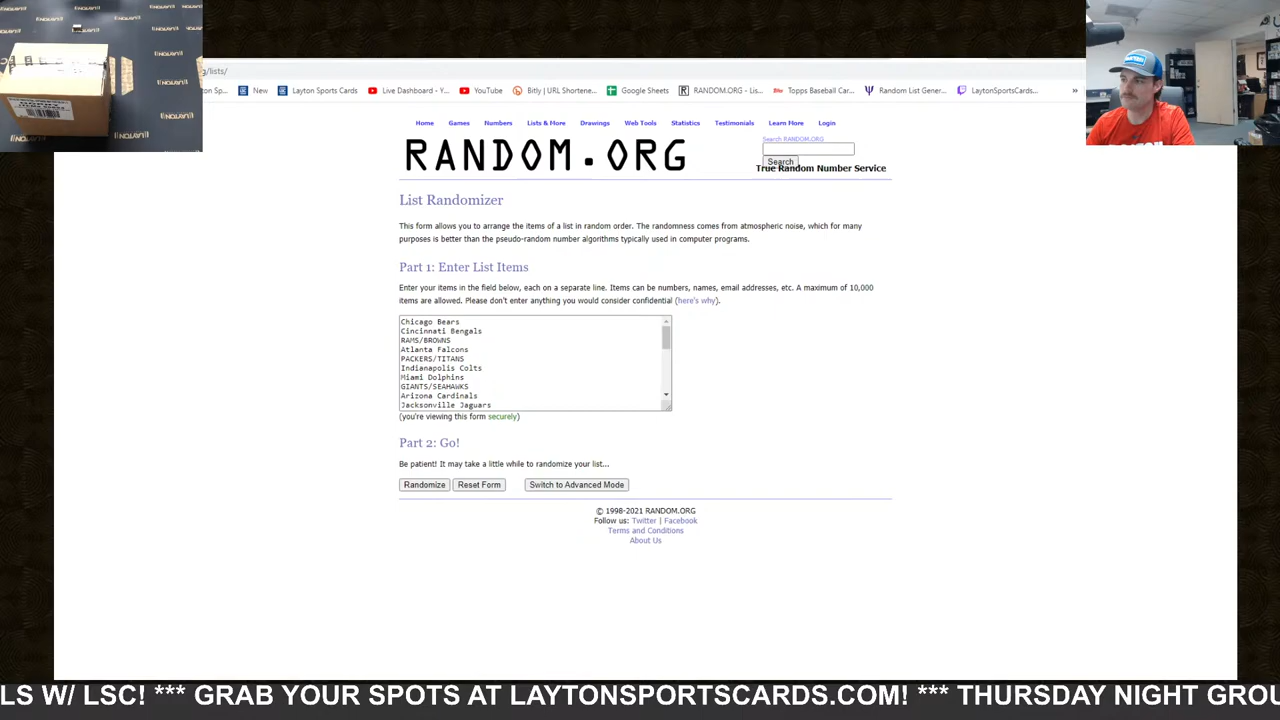 g/lists/
ton Sp...
New
Layton Sports Cards
Live Dashboard - Y...
YouTube
Bitly | URL Shortene...
Google Sheets
RANDOM.ORG - Lis...
Topps Baseball Car...
Random List Gener...
LaytonSportsCards...
»
Home Games Numbers Lists & More Drawings Web Tools Statistics Testimonials Learn More Login
RANDOM.ORG
Search RANDOM.ORG
Search
True Random Number Service
List Randomizer
This form allows you to arrange the items of a list in random order. The randomness comes from atmospheric noise, which for many
purposes is better than the pseudo-random number algorithms typically used in computer programs.
Part 1: Enter List Items
Enter your items in the field below, each on a separate line. Items can be numbers, names, email addresses, etc. A maximum of 10,000
items are allowed. Please don't enter anything you would consider confidential (here's why).
Chicago Bears
Cincinnati Bengals
RAMS/BROWNS
Atlanta Falcons
PACKERS/TITANS
Indianapolis Colts
Miami Dolphins
GIANTS/SEAHAWKS
Arizona Cardinals
Jacksonville Jaguars
(you're viewing this form securely)
Part 2: Go!
Be patient! It may take a little while to randomize your list...
Randomize Reset Form Switch to Advanced Mode
© 1998-2021 RANDOM.ORG
Follow us: Twitter | Facebook
Terms and Conditions
About Us
LS W/ LSC! *** GRAB YOUR SPOTS AT LAYTONSPORTSCARDS.COM! *** THURSDAY NIGHT GROU